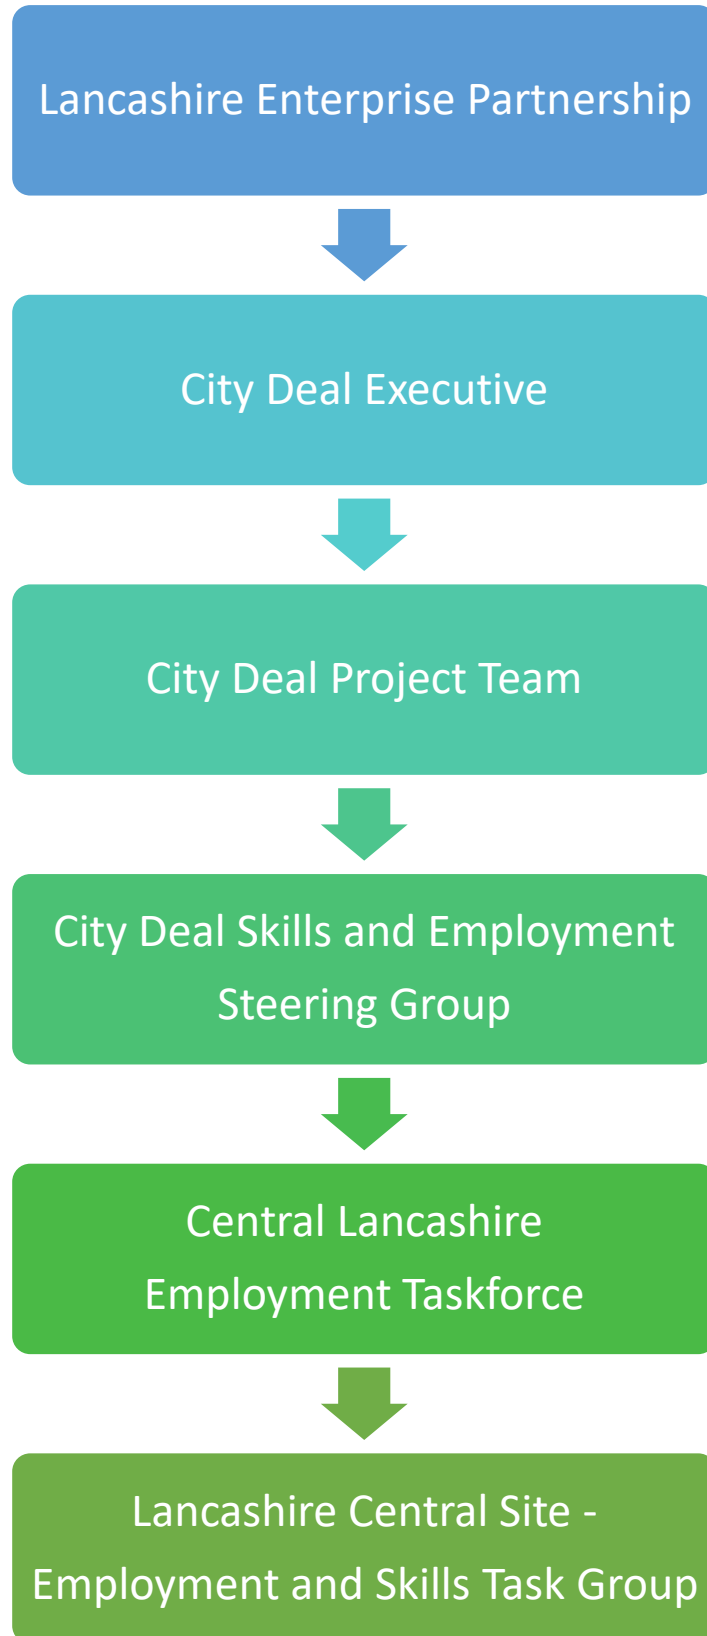 Lancashire Enterprise Partnership
City Deal Executive
City Deal Project Team
City Deal Skills and Employment
Steering Group
Central Lancashire
Employment Taskforce
Lancashire Central Site -
Employment and Skills Task Group